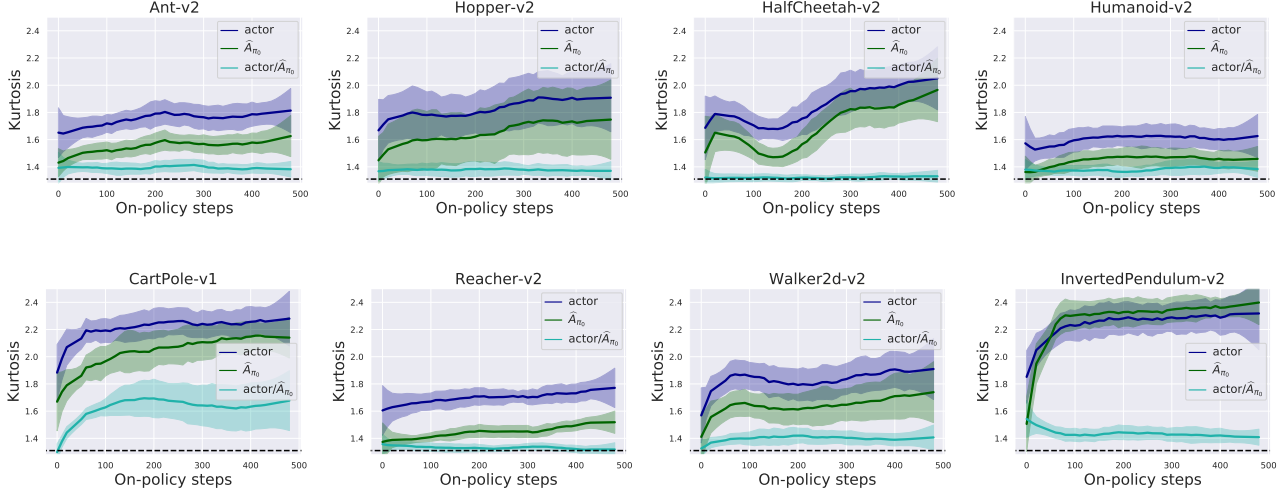 Ant-v2
Hopper-v2
HalfCheetah-v2
Humanoid-v2
Kurtosis
2.4
2.2
2.0
1.8
1.6
1.4
0 100 200 300 400 500
On-policy steps
actor
Â_π₀
actor/Â_π₀
Kurtosis
2.4
2.2
2.0
1.8
1.6
1.4
0 100 200 300 400 500
On-policy steps
actor
Â_π₀
actor/Â_π₀
Kurtosis
2.4
2.2
2.0
1.8
1.6
1.4
0 100 200 300 400 500
On-policy steps
actor
Â_π₀
actor/Â_π₀
Kurtosis
2.4
2.2
2.0
1.8
1.6
1.4
0 100 200 300 400 500
On-policy steps
actor
Â_π₀
actor/Â_π₀
CartPole-v1
Reacher-v2
Walker2d-v2
InvertedPendulum-v2
Kurtosis
2.4
2.2
2.0
1.8
1.6
1.4
0 100 200 300 400 500
On-policy steps
actor
Â_π₀
actor/Â_π₀
Kurtosis
2.4
2.2
2.0
1.8
1.6
1.4
0 100 200 300 400 500
On-policy steps
actor
Â_π₀
actor/Â_π₀
Kurtosis
2.4
2.2
2.0
1.8
1.6
1.4
0 100 200 300 400 500
On-policy steps
actor
Â_π₀
actor/Â_π₀
Kurtosis
2.4
2.2
2.0
1.8
1.6
1.4
0 100 200 300 400 500
On-policy steps
actor
Â_π₀
actor/Â_π₀